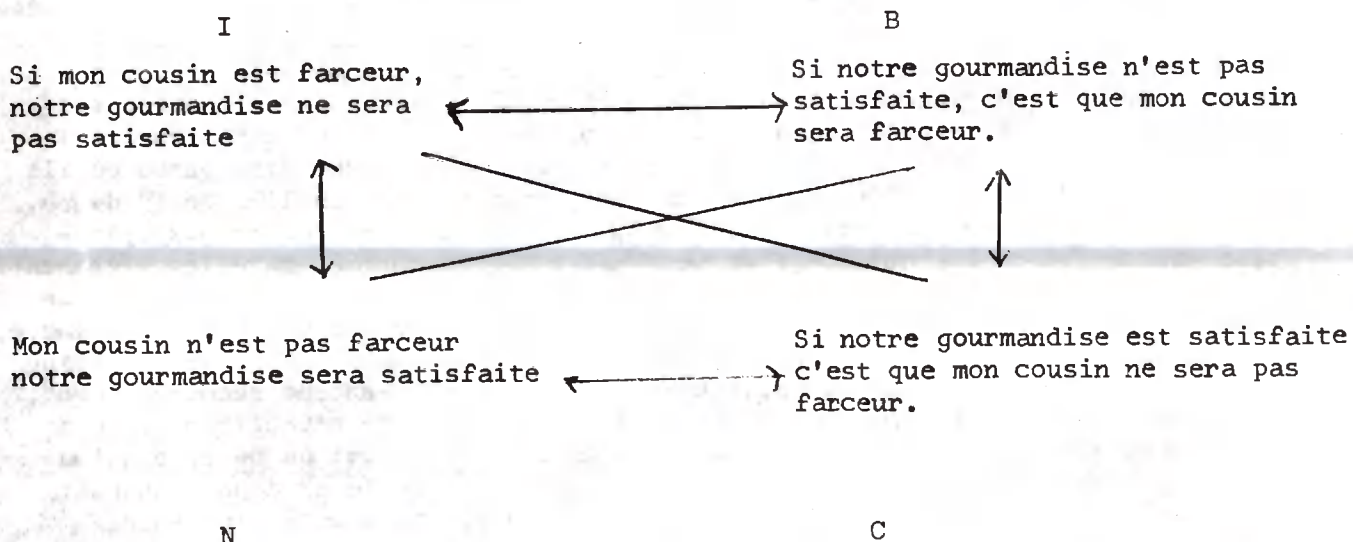 I
B
Si mon cousin est farceur,
notre gourmandise ne sera
pas satisfaite
Si notre gourmandise n'est pas
satisfaite, c'est que mon cousin
sera farceur.
Mon cousin n'est pas farceur
notre gourmandise sera satisfaite
Si notre gourmandise est satisfaite
c'est que mon cousin ne sera pas
farceur.
N
C